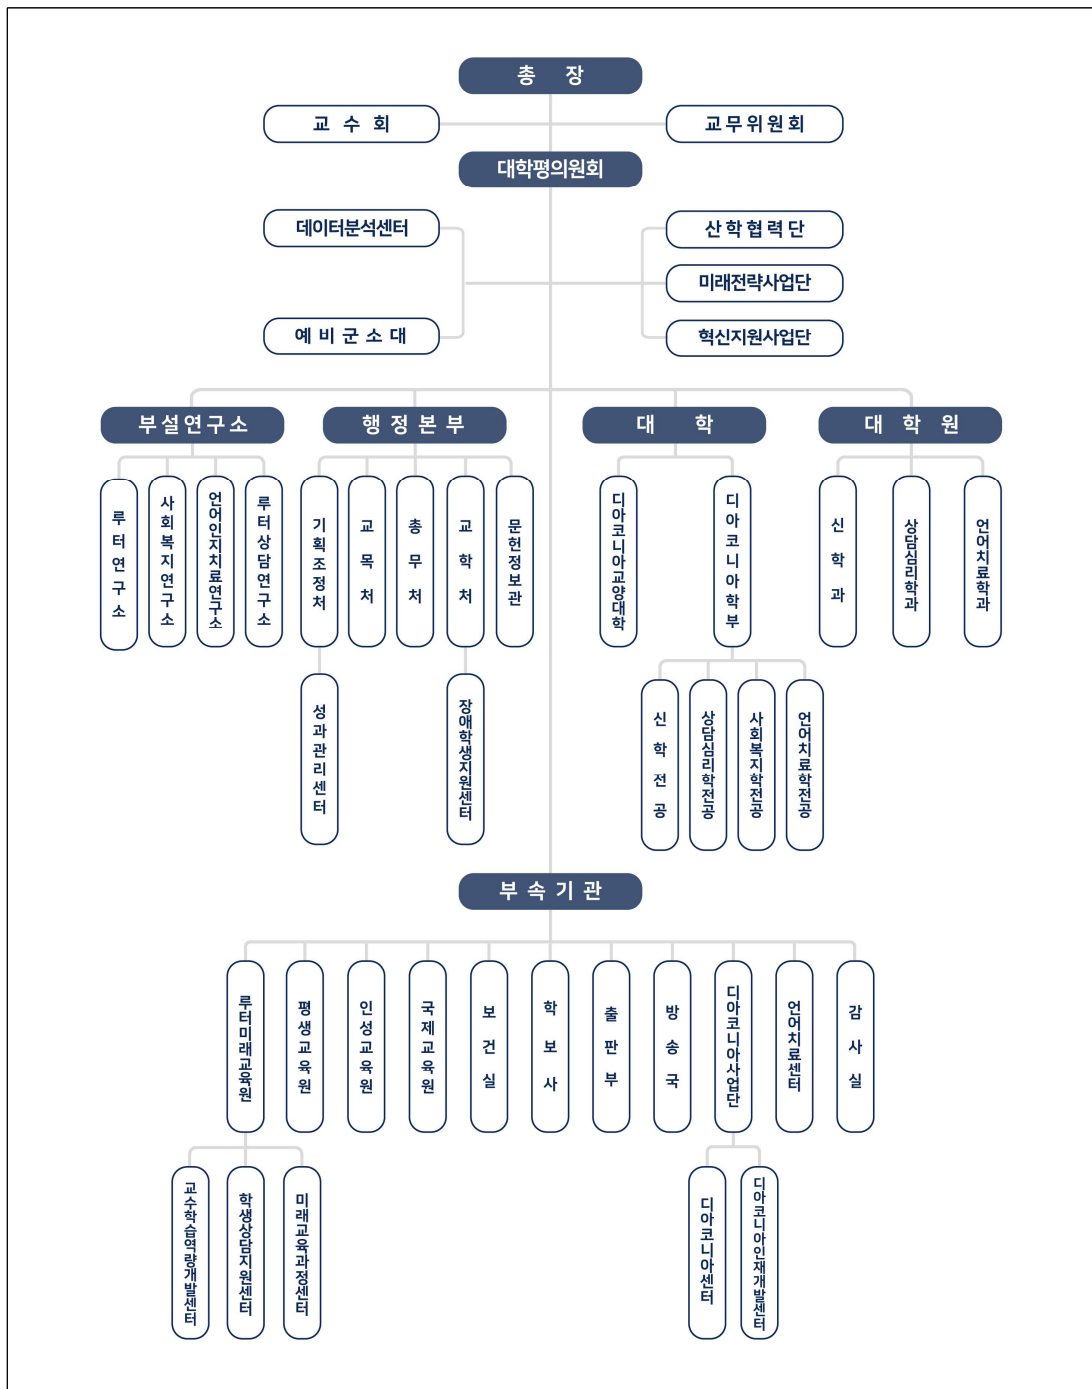 총 장
교 수 회
교무위원회
대학평의원회
데이터분석센터
산학협력단
미래전략사업단
예비군소대
혁신지원사업단
부설연구소
행정본부
대 학
대 학 원
루터연구소
사회복지연구소
언어인지치료연구소
루터상담연구소
기획조정처
교목처
총무처
교학처
문헌정보관
디아코니아교양대학
디아코니아학부
신학과
상담심리학과
언어치료학과
성과관리센터
장애학생지원센터
신학전공
상담심리학전공
사회복지학전공
언어치료학전공
부속기관
루터미래교육원
평생교육원
인성교육원
국제교육원
보건실
학보사
출판부
방송국
디아코니아사업단
언어치료센터
감사실
교수학습역량개발센터
학생상담지원센터
미래교육과정센터
디아코니아센터
디아코니아인재개발센터